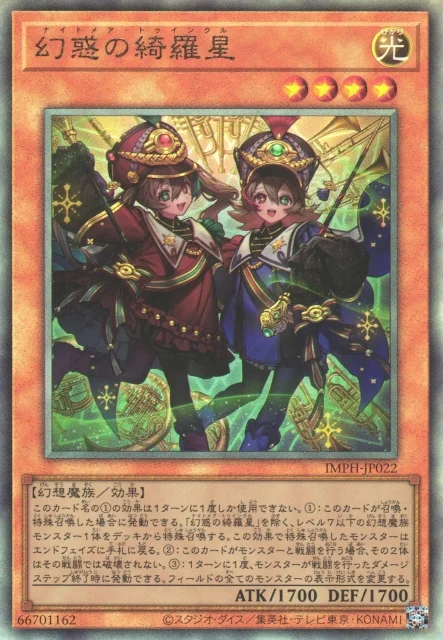 ナイトメア・トゥインクル
幻惑の綺羅星
ひかり
光
IMPH-JP022
【幻想魔族／効果】
このカード名の①の効果は1ターンに1度しか使用できない。①：このカードが召喚・
特殊召喚した場合に発動できる。「幻惑の綺羅星」を除く、レベル７以下の幻想魔族
モンスター1体をデッキから特殊召喚する。この効果で特殊召喚したモンスターは
エンドフェイズに手札に戻る。②：このカードがモンスターと戦闘を行う場合、その2体
はその戦闘では破壊されない。③：1ターンに1度、モンスターが戦闘を行ったダメージ
ステップ終了時に発動できる。フィールドの全てのモンスターの表示形式を変更する。
ATK/1700 DEF/1700
66701162
©スタジオ・ダイス／集英社・テレビ東京・KONAMI